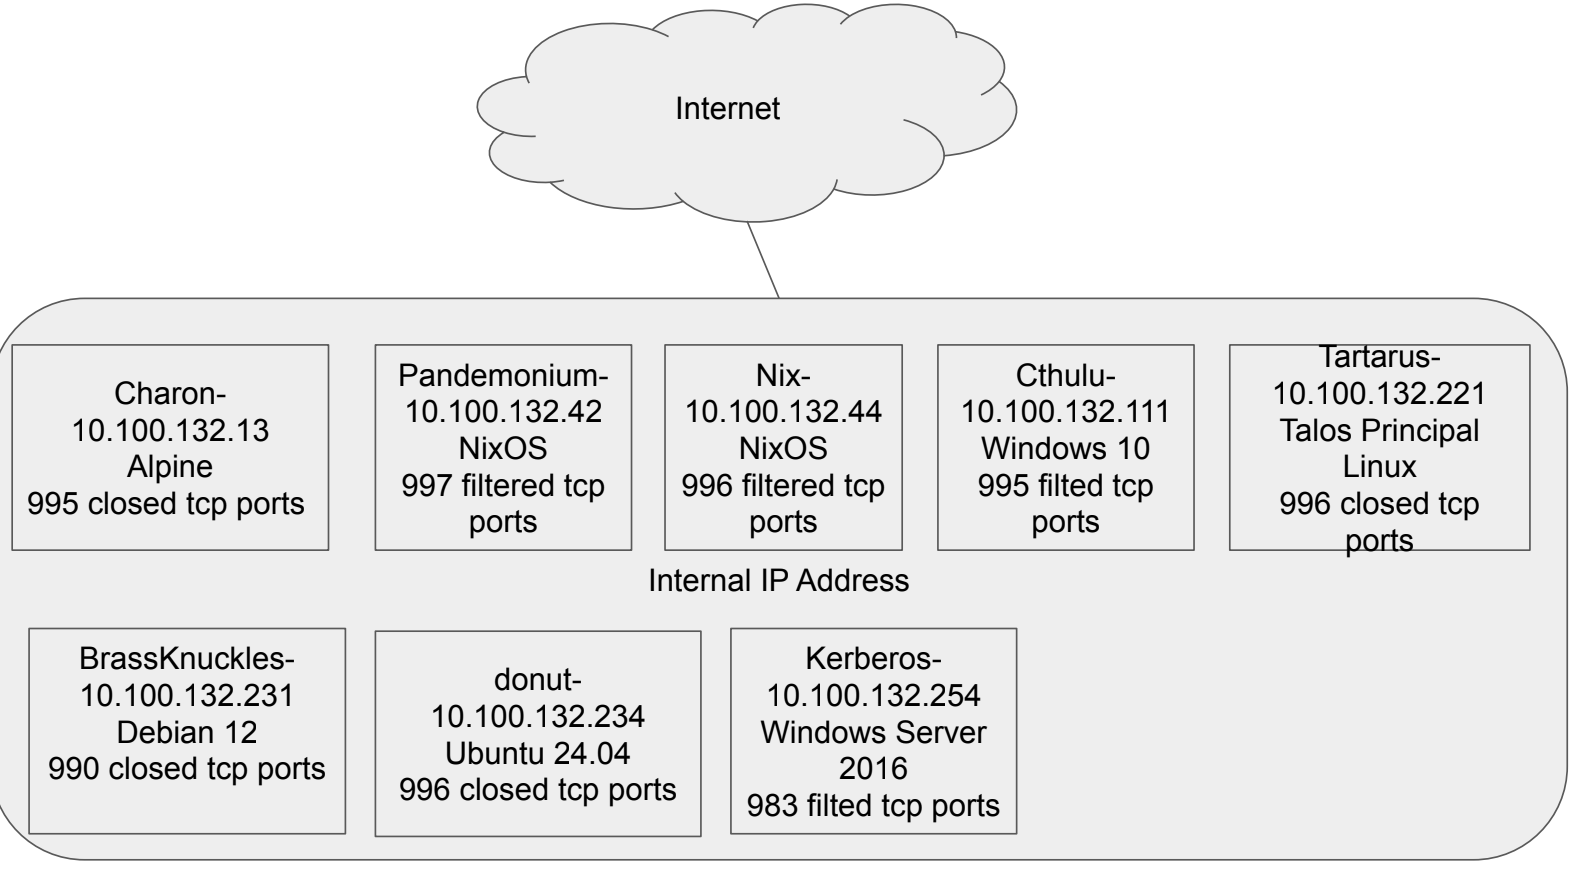 Internet
Charon-
10.100.132.13
Alpine
995 closed tcp ports
Pandemonium-
10.100.132.42
NixOS
997 filtered tcp
ports
Nix-
10.100.132.44
NixOS
996 filtered tcp
ports
Cthulu-
10.100.132.111
Windows 10
995 filted tcp
ports
Tartarus-
10.100.132.221
Talos Principal
Linux
996 closed tcp
ports
Internal IP Address
BrassKnuckles-
10.100.132.231
Debian 12
990 closed tcp ports
donut-
10.100.132.234
Ubuntu 24.04
996 closed tcp ports
Kerberos-
10.100.132.254
Windows Server
2016
983 filted tcp ports